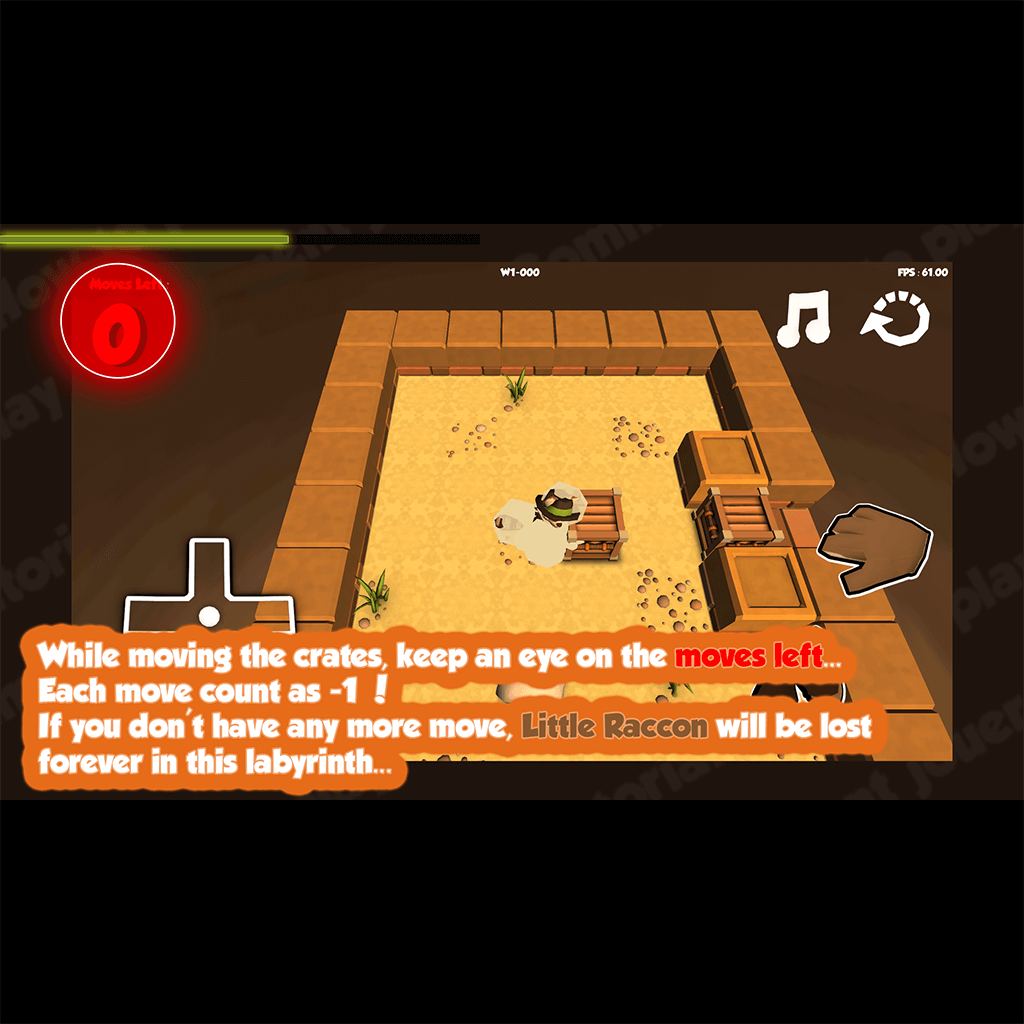 W1-000
FPS : 61.00
Moves Left :
0
While moving the crates, keep an eye on the moves left...
Each move count as -1 !
If you don't have any more move, Little Raccon will be lost
forever in this labyrinth...